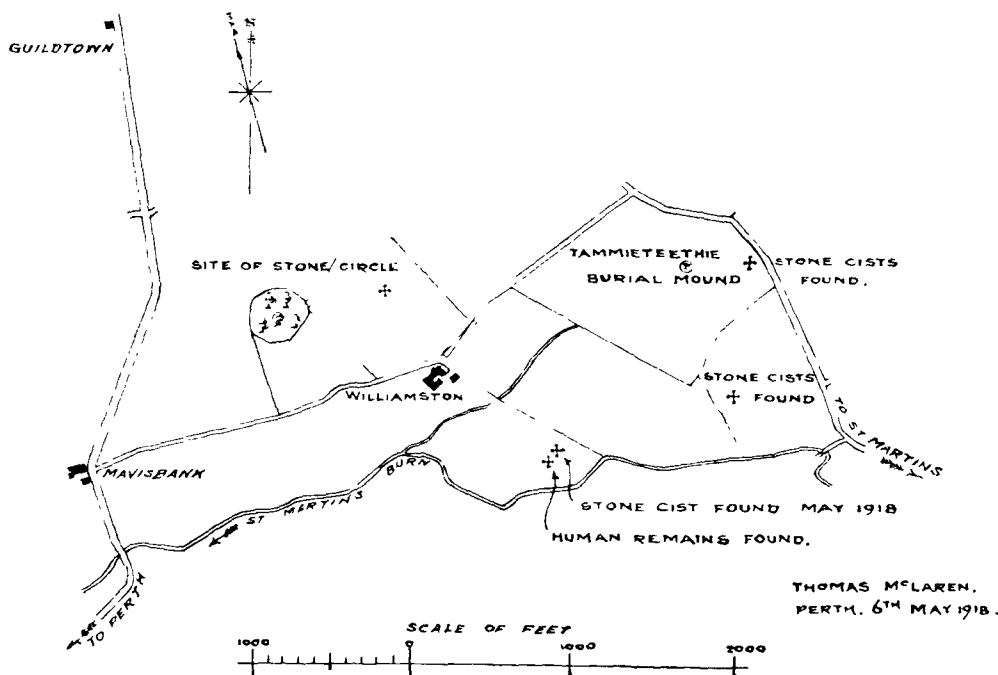 GUILDTOWN
SITE OF STONE CIRCLE
TAMMIETEETHIE
BURIAL MOUND
STONE CISTS
FOUND.
STONE CISTS
FOUND
WILLIAMSTON
MAVISBANK
ST MARTINS BURN
TO ST MARTINS
STONE CIST FOUND MAY 1918
HUMAN REMAINS FOUND.
TO PERTH
THOMAS McLAREN.
PERTH. 6TH MAY 1918.
SCALE OF FEET
1000 0 1000 2000